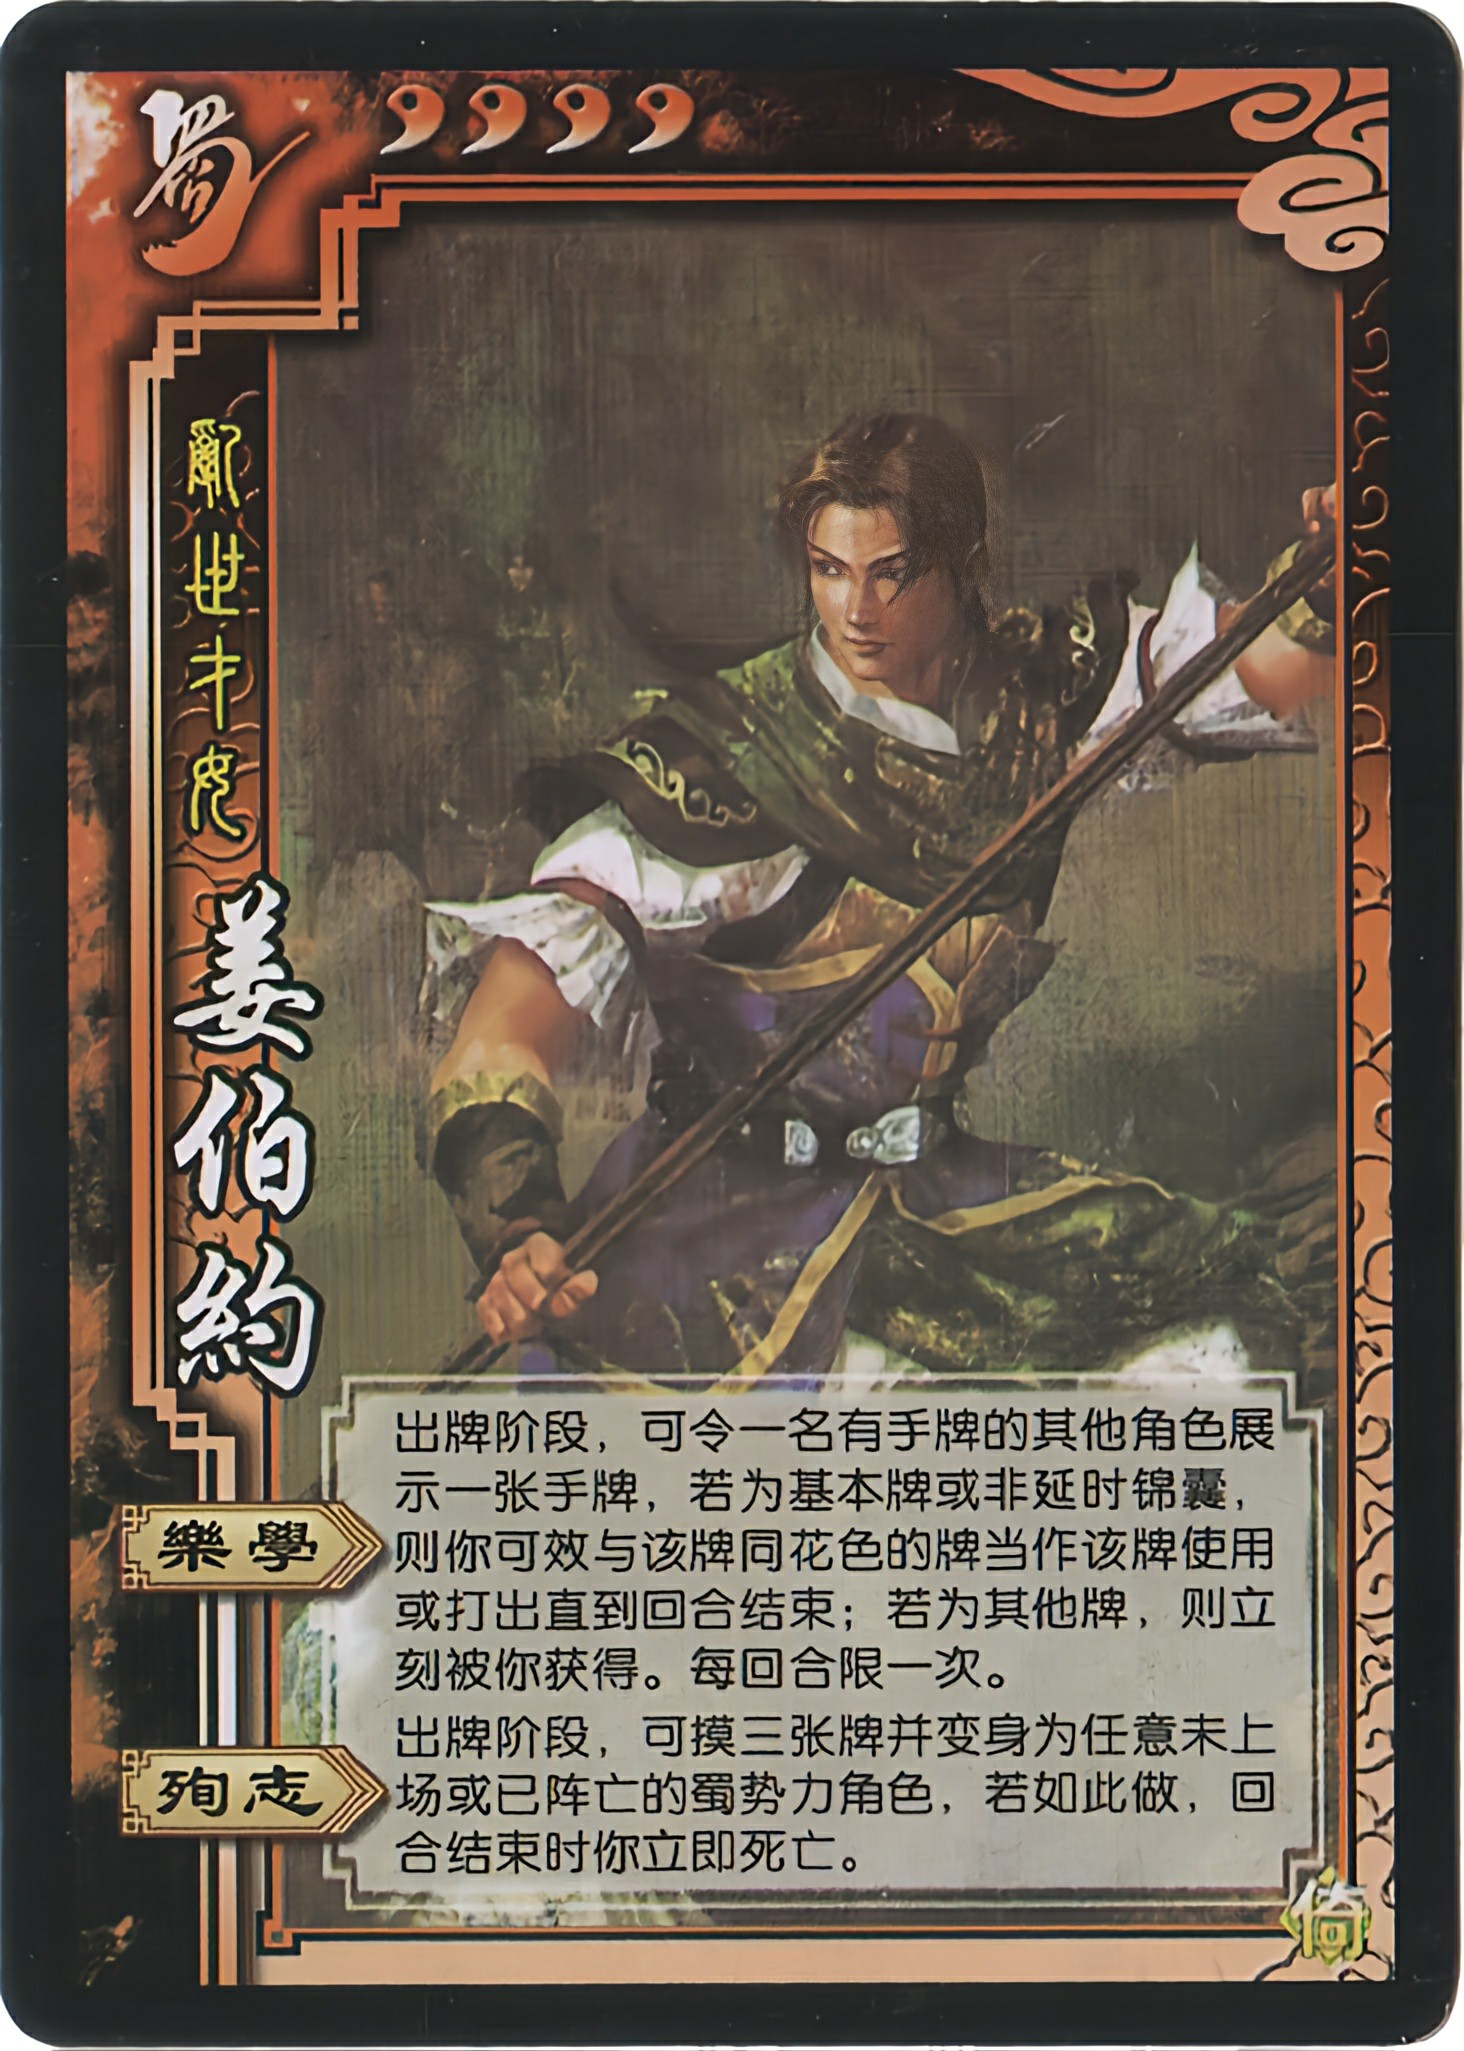 蜀
亂世才兒
姜伯約
樂學
出牌阶段，可令一名有手牌的其他角色展
示一张手牌，若为基本牌或非延时锦囊，
则你可效与该牌同花色的牌当作该牌使用
或打出直到回合结束；若为其他牌，则立
刻被你获得。每回合限一次。
殉志
出牌阶段，可摸三张牌并变身为任意未上
场或已阵亡的蜀势力角色，若如此做，回
合结束时你立即死亡。
倚